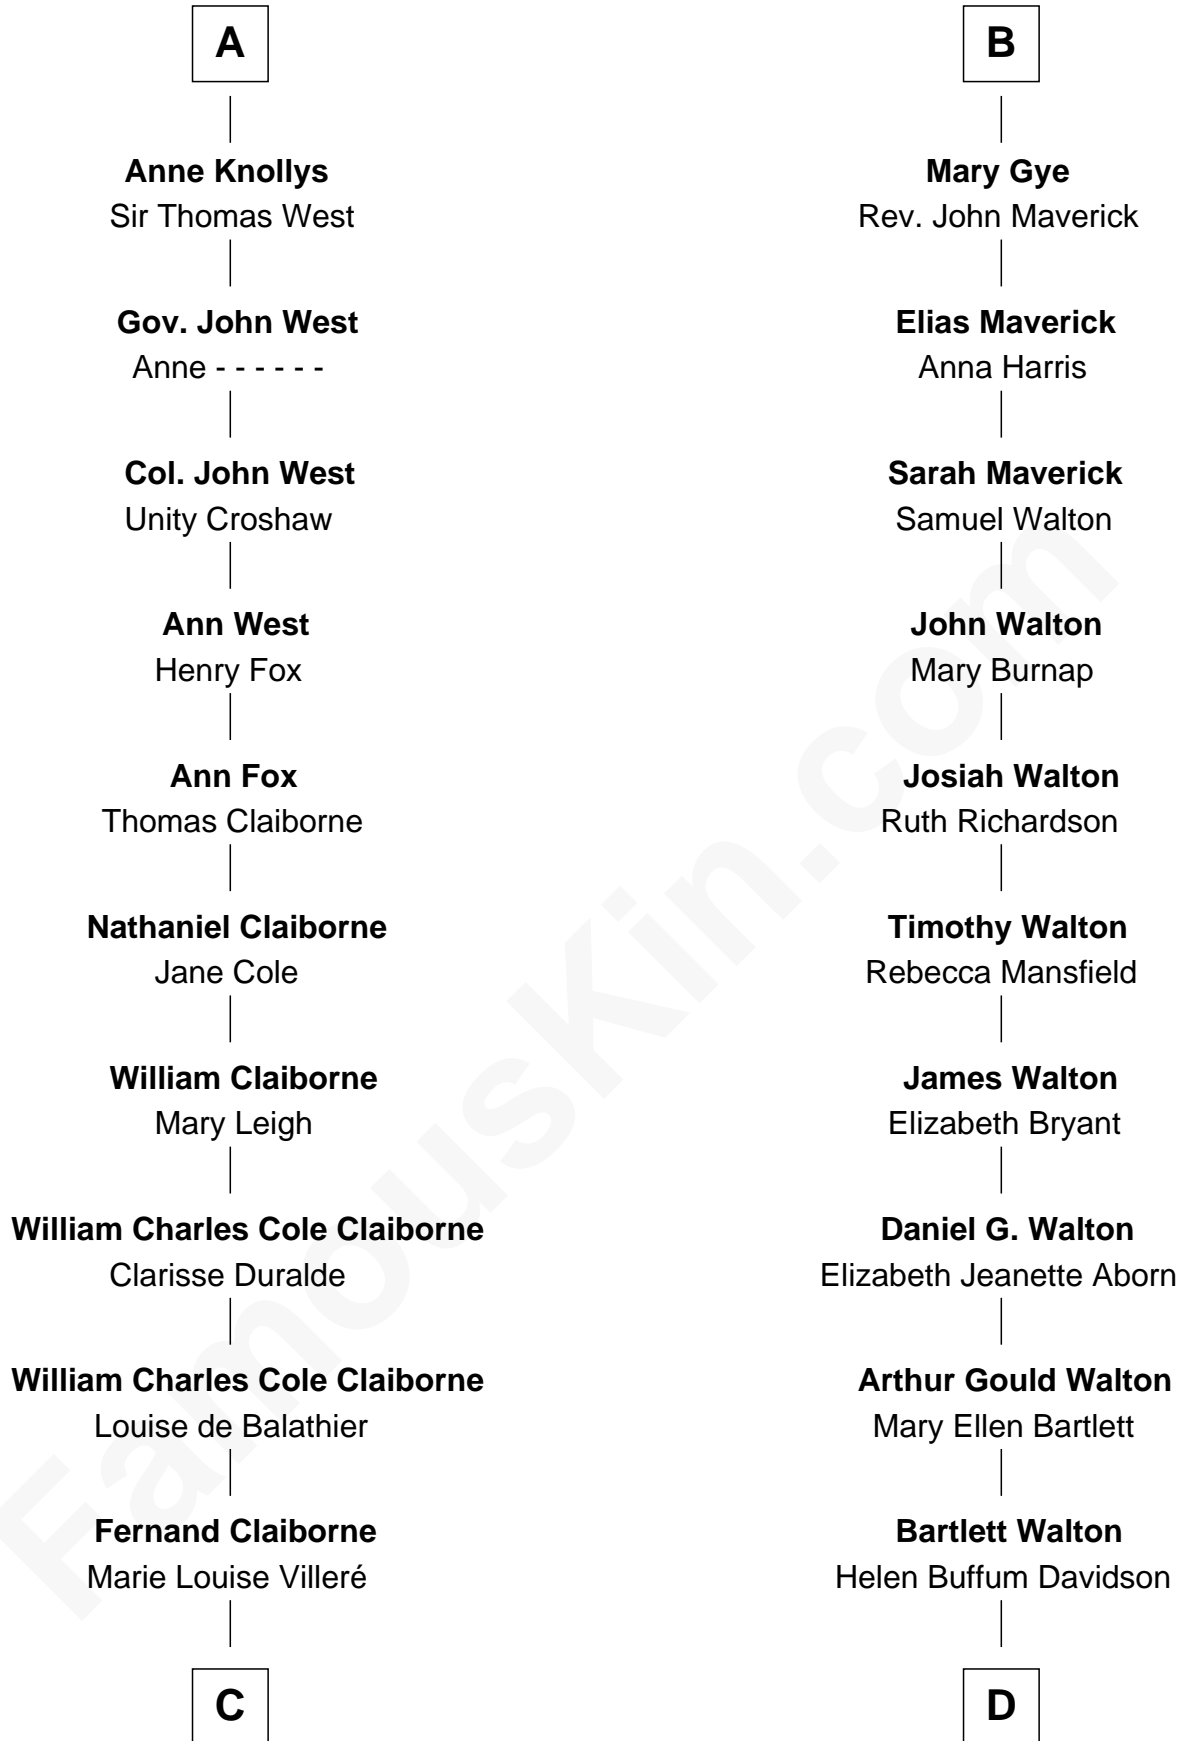 A
Anne Knollys
Sir Thomas West
Gov. John West
Anne - - - - - -
Col. John West
Unity Croshaw
Ann West
Henry Fox
Ann Fox
Thomas Claiborne
Nathaniel Claiborne
Jane Cole
William Claiborne
Mary Leigh
William Charles Cole Claiborne
Clarisse Duralde
William Charles Cole Claiborne
Louise de Balathier
Fernand Claiborne
Marie Louise Villeré
C
B
Mary Gye
Rev. John Maverick
Elias Maverick
Anna Harris
Sarah Maverick
Samuel Walton
John Walton
Mary Burnap
Josiah Walton
Ruth Richardson
Timothy Walton
Rebecca Mansfield
James Walton
Elizabeth Bryant
Daniel G. Walton
Elizabeth Jeanette Aborn
Arthur Gould Walton
Mary Ellen Bartlett
Bartlett Walton
Helen Buffum Davidson
D
FamousKin.com